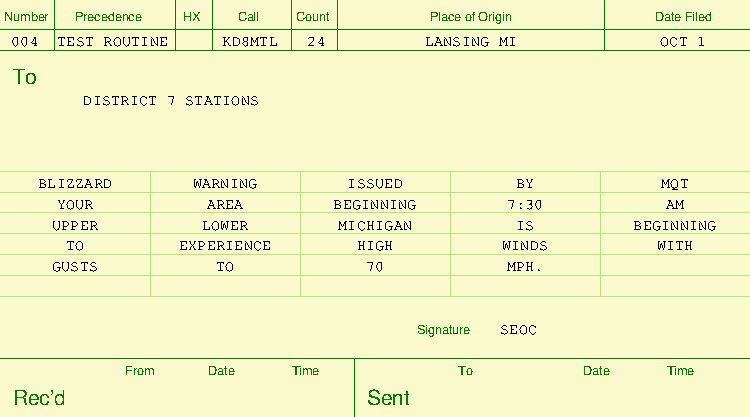 Number Precedence HX Call Count Place of Origin Date Filed
004 TEST ROUTINE KD8MTL 24 LANSING MI OCT 1
To
DISTRICT 7 STATIONS
BLIZZARD WARNING ISSUED BY MQT
YOUR AREA BEGINNING 7:30 AM
UPPER LOWER MICHIGAN IS BEGINNING
TO EXPERIENCE HIGH WINDS WITH
GUSTS TO 70 MPH.
Signature SEOC
From Date Time To Date Time
Rec'd Sent